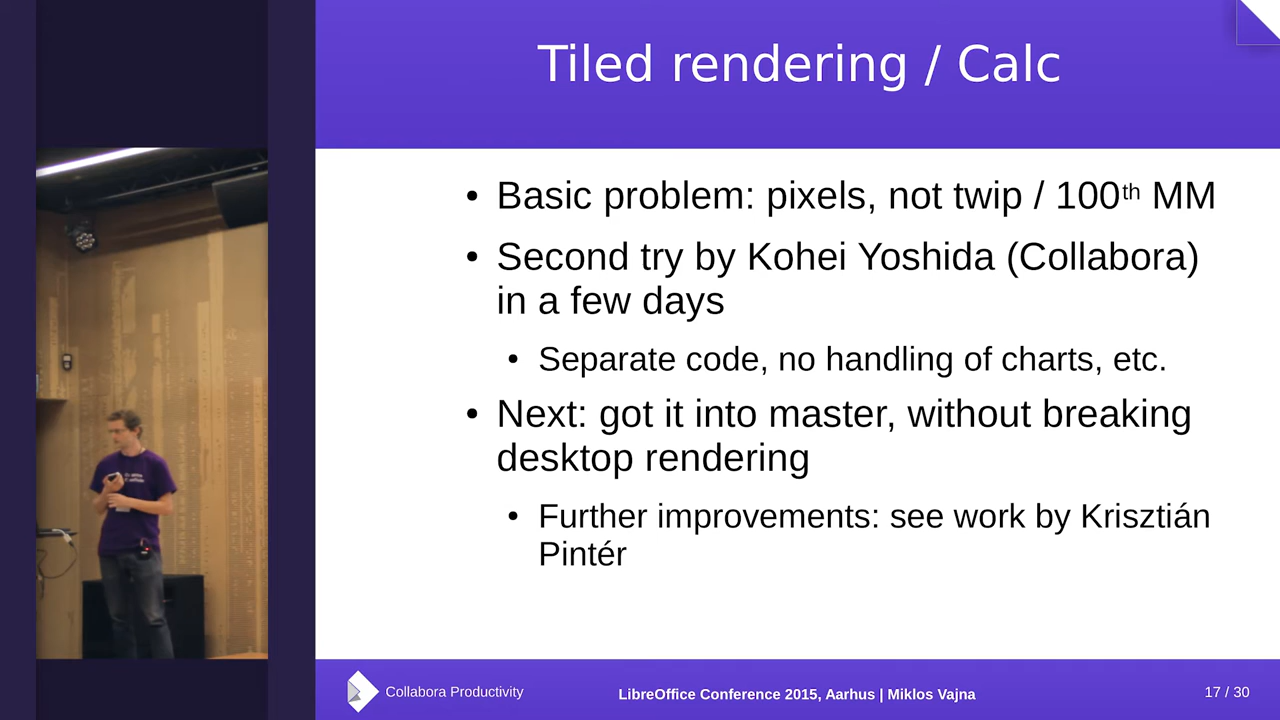 Tiled rendering / Calc
• Basic problem: pixels, not twip / 100th MM
• Second try by Kohei Yoshida (Collabora)
in a few days
• Separate code, no handling of charts, etc.
• Next: got it into master, without breaking
desktop rendering
• Further improvements: see work by Krisztián
Pintér
Collabora Productivity
LibreOffice Conference 2015, Aarhus | Miklos Vajna
17 / 30